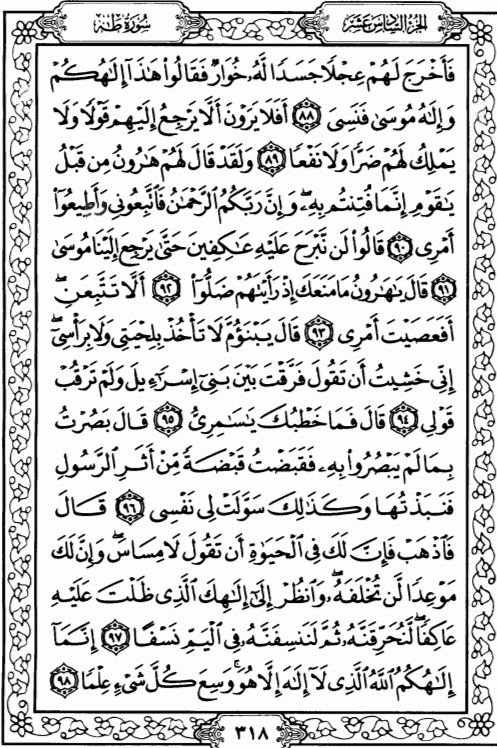 الجزء السادس عشر
سورة طه
فَأَخْرَجَ لَهُمْ عِجْلًا جَسَدًا لَّهُۥ خُوَارٌ فَقَالُوا۟ هَٰذَآ إِلَٰهُكُمْ
وَإِلَٰهُ مُوسَىٰ فَنَسِىَ ﴿٨٨﴾ أَفَلَا يَرَوْنَ أَلَّا يَرْجِعُ إِلَيْهِمْ قَوْلًا وَلَا
يَمْلِكُ لَهُمْ ضَرًّا وَلَا نَفْعًا ﴿٨٩﴾ وَلَقَدْ قَالَ لَهُمْ هَٰرُونُ مِن قَبْلُ
يَٰقَوْمِ إِنَّمَا فُتِنتُم بِهِۦ ۖ وَإِنَّ رَبَّكُمُ ٱلرَّحْمَٰنُ فَٱتَّبِعُونِى وَأَطِيعُوٓا۟
أَمْرِى ﴿٩٠﴾ قَالُوا۟ لَن نَّبْرَحَ عَلَيْهِ عَٰكِفِينَ حَتَّىٰ يَرْجِعَ إِلَيْنَا مُوسَىٰ
﴿٩١﴾ قَالَ يَٰهَٰرُونُ مَا مَنَعَكَ إِذْ رَأَيْتَهُمْ ضَلُّوٓا۟ ﴿٩٢﴾ أَلَّا تَتَّبِعَنِ ۖ
أَفَعَصَيْتَ أَمْرِى ﴿٩٣﴾ قَالَ يَبْنَؤُمَّ لَا تَأْخُذْ بِلِحْيَتِى وَلَا بِرَأْسِىٓ ۖ
إِنِّى خَشِيتُ أَن تَقُولَ فَرَّقْتَ بَيْنَ بَنِىٓ إِسْرَٰٓءِيلَ وَلَمْ تَرْقُبْ
قَوْلِى ﴿٩٤﴾ قَالَ فَمَا خَطْبُكَ يَٰسَٰمِرِىُّ ﴿٩٥﴾ قَالَ بَصُرْتُ
بِمَا لَمْ يَبْصُرُوا۟ بِهِۦ فَقَبَضْتُ قَبْضَةً مِّنْ أَثَرِ ٱلرَّسُولِ
فَنَبَذْتُهَا وَكَذَٰلِكَ سَوَّلَتْ لِى نَفْسِى ﴿٩٦﴾ قَالَ
فَٱذْهَبْ فَإِنَّ لَكَ فِى ٱلْحَيَوٰةِ أَن تَقُولَ لَا مِسَاسَ ۖ وَإِنَّ لَكَ
مَوْعِدًا لَّن تُخْلَفَهُۥ ۖ وَٱنظُرْ إِلَىٰٓ إِلَٰهِكَ ٱلَّذِى ظَلْتَ عَلَيْهِ
عَاكِفًا ۖ لَّنُحَرِّقَنَّهُۥ ثُمَّ لَنَنسِفَنَّهُۥ فِى ٱلْيَمِّ نَسْفًا ﴿٩٧﴾ إِنَّمَآ
إِلَٰهُكُمُ ٱللَّهُ ٱلَّذِى لَآ إِلَٰهَ إِلَّا هُوَ ۚ وَسِعَ كُلَّ شَىْءٍ عِلْمًا ﴿٩٨﴾
٣١٨